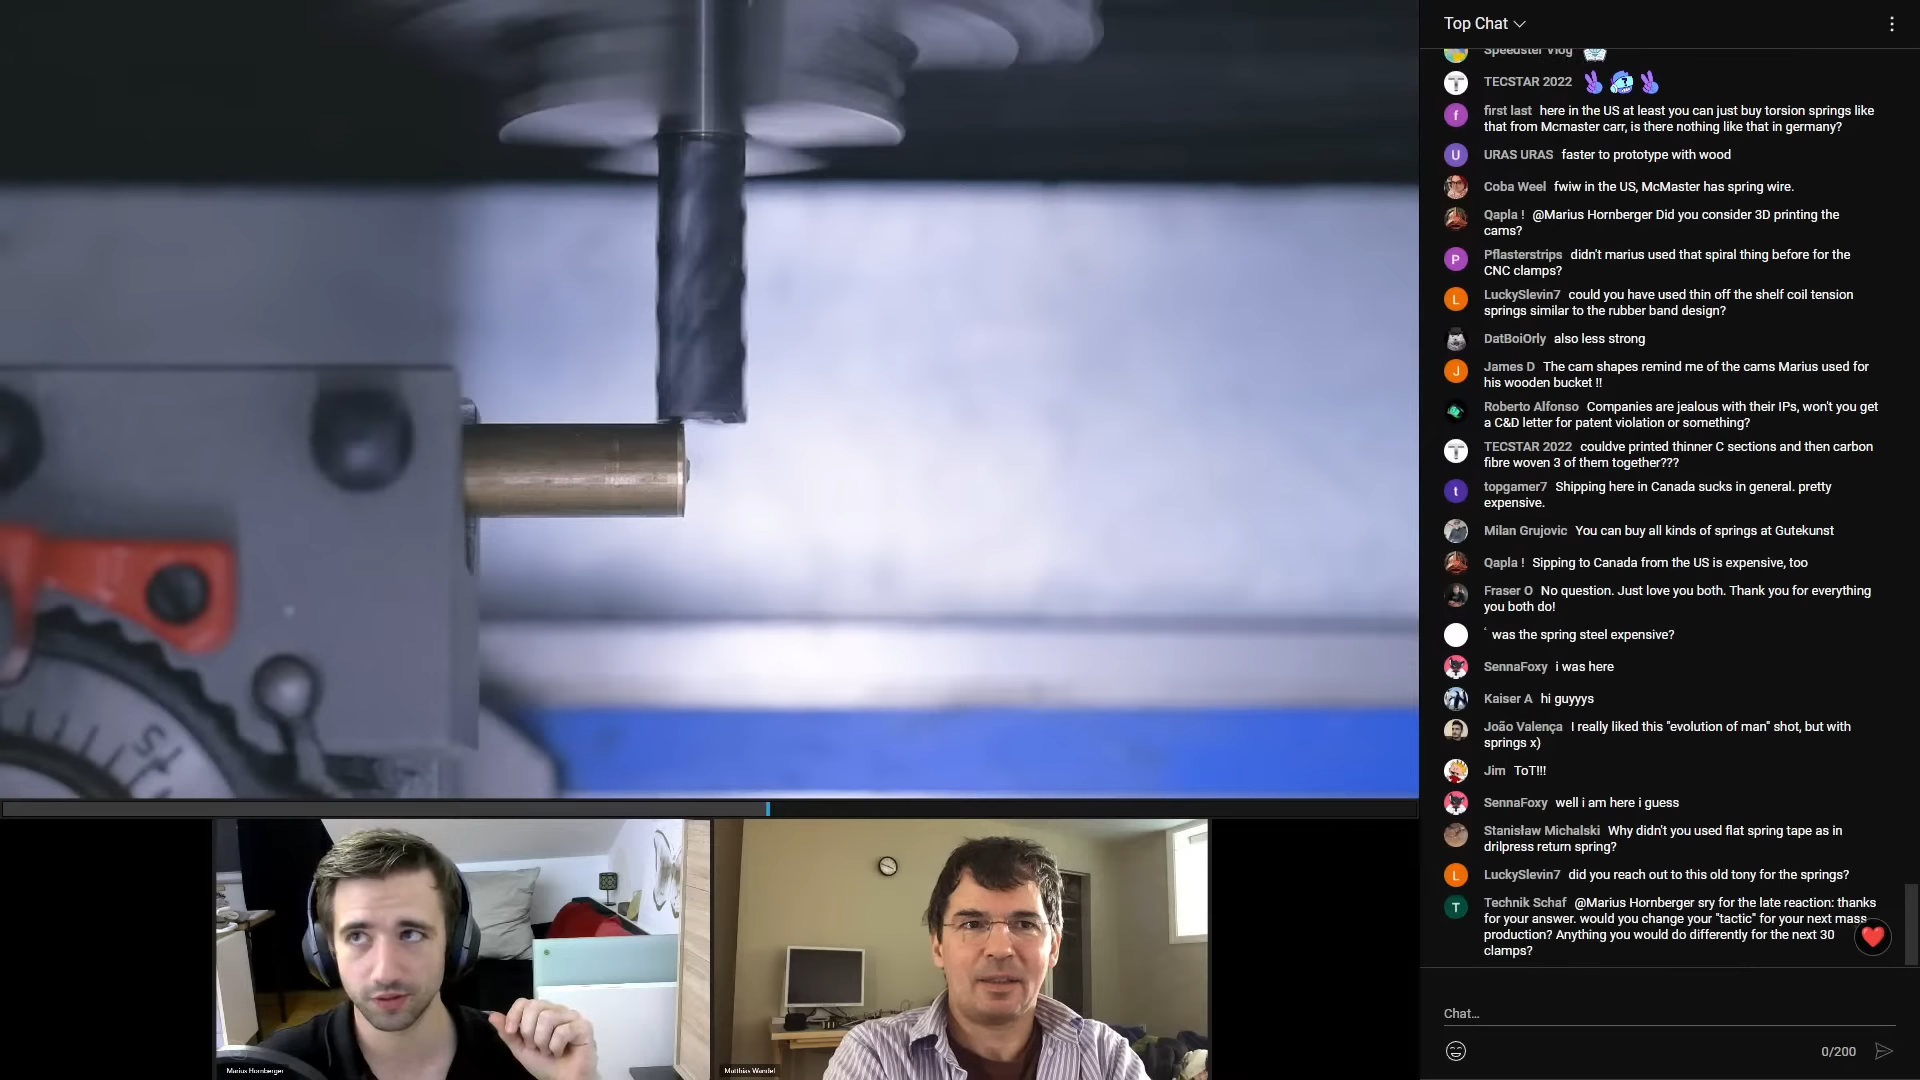 Top Chat
Speedster Vlog
TECSTAR 2022
first last here in the US at least you can just buy torsion springs like
that from Mcmaster carr, is there nothing like that in germany?
URAS URAS faster to prototype with wood
Coba Weel fwiw in the US, McMaster has spring wire.
Qapla ! @Marius Hornberger Did you consider 3D printing the
cams?
Pflasterstrips didn't marius used that spiral thing before for the
CNC clamps?
LuckySlevin7 could you have used thin off the shelf coil tension
springs similar to the rubber band design?
DatBoiOrly also less strong
James D The cam shapes remind me of the cams Marius used for
his wooden bucket !!
Roberto Alfonso Companies are jealous with their IPs, won't you get
a C&D letter for patent violation or something?
TECSTAR 2022 couldve printed thinner C sections and then carbon
fibre woven 3 of them together???
topgamer7 Shipping here in Canada sucks in general. pretty
expensive.
Milan Grujovic You can buy all kinds of springs at Gutekunst
Qapla ! Sipping to Canada from the US is expensive, too
Fraser O No question. Just love you both. Thank you for everything
you both do!
was the spring steel expensive?
SennaFoxy i was here
Kaiser A hi guyyys
João Valença I really liked this "evolution of man" shot, but with
springs x)
Jim ToT!!!
SennaFoxy well i am here i guess
Stanisław Michalski Why didn't you used flat spring tape as in
drilpress return spring?
LuckySlevin7 did you reach out to this old tony for the springs?
Technik Schaf @Marius Hornberger sry for the late reaction: thanks
for your answer. would you change your "tactic" for your next mass
production? Anything you would do differently for the next 30
clamps?
Chat...
0/200
Marius Hornberger
Matthias Wandel